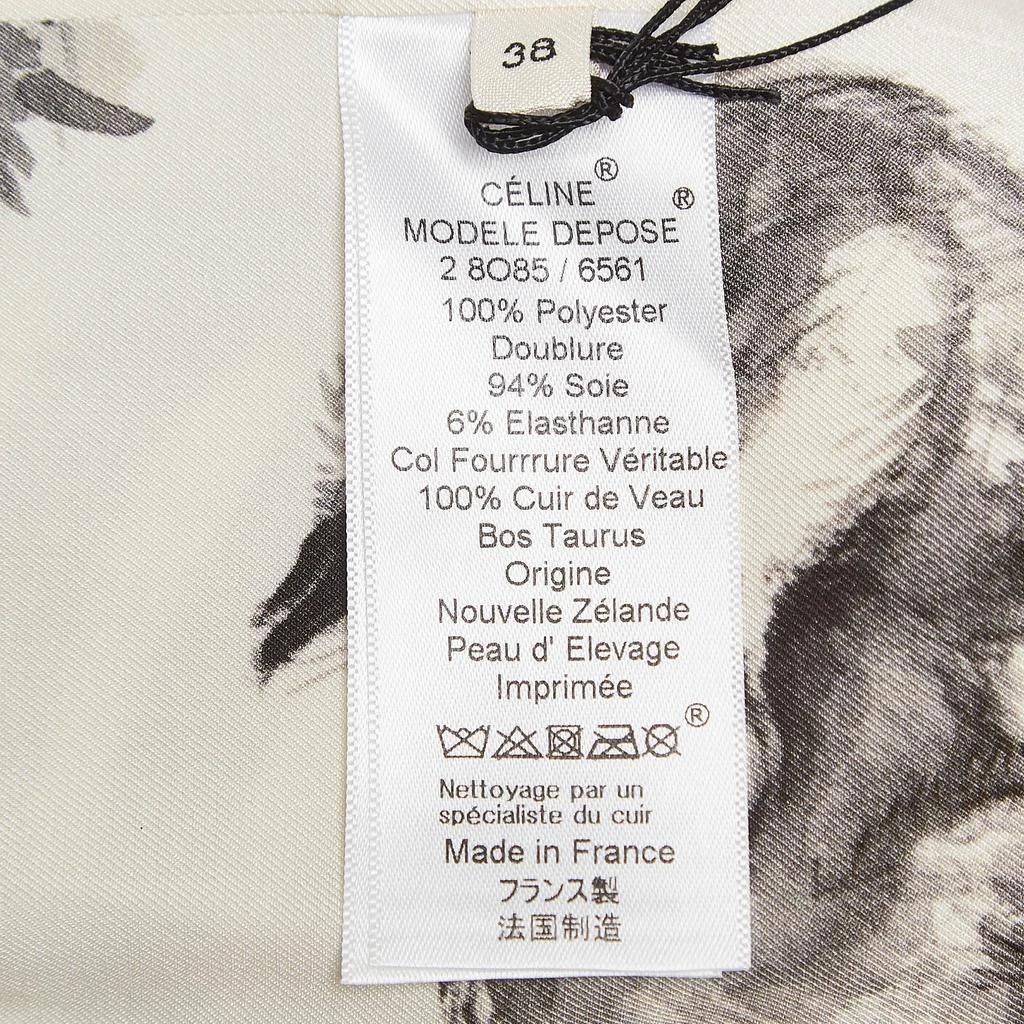 38
CÉLINE®
MODELE DEPOSE®
2 8O85 / 6561
100% Polyester
Doublure
94% Soie
6% Elasthanne
Col Fourrrure Véritable
100% Cuir de Veau
Bos Taurus
Origine
Nouvelle Zélande
Peau d' Elevage
Imprimée
®
Nettoyage par un
spécialiste du cuir
Made in France
フランス製
法国制造